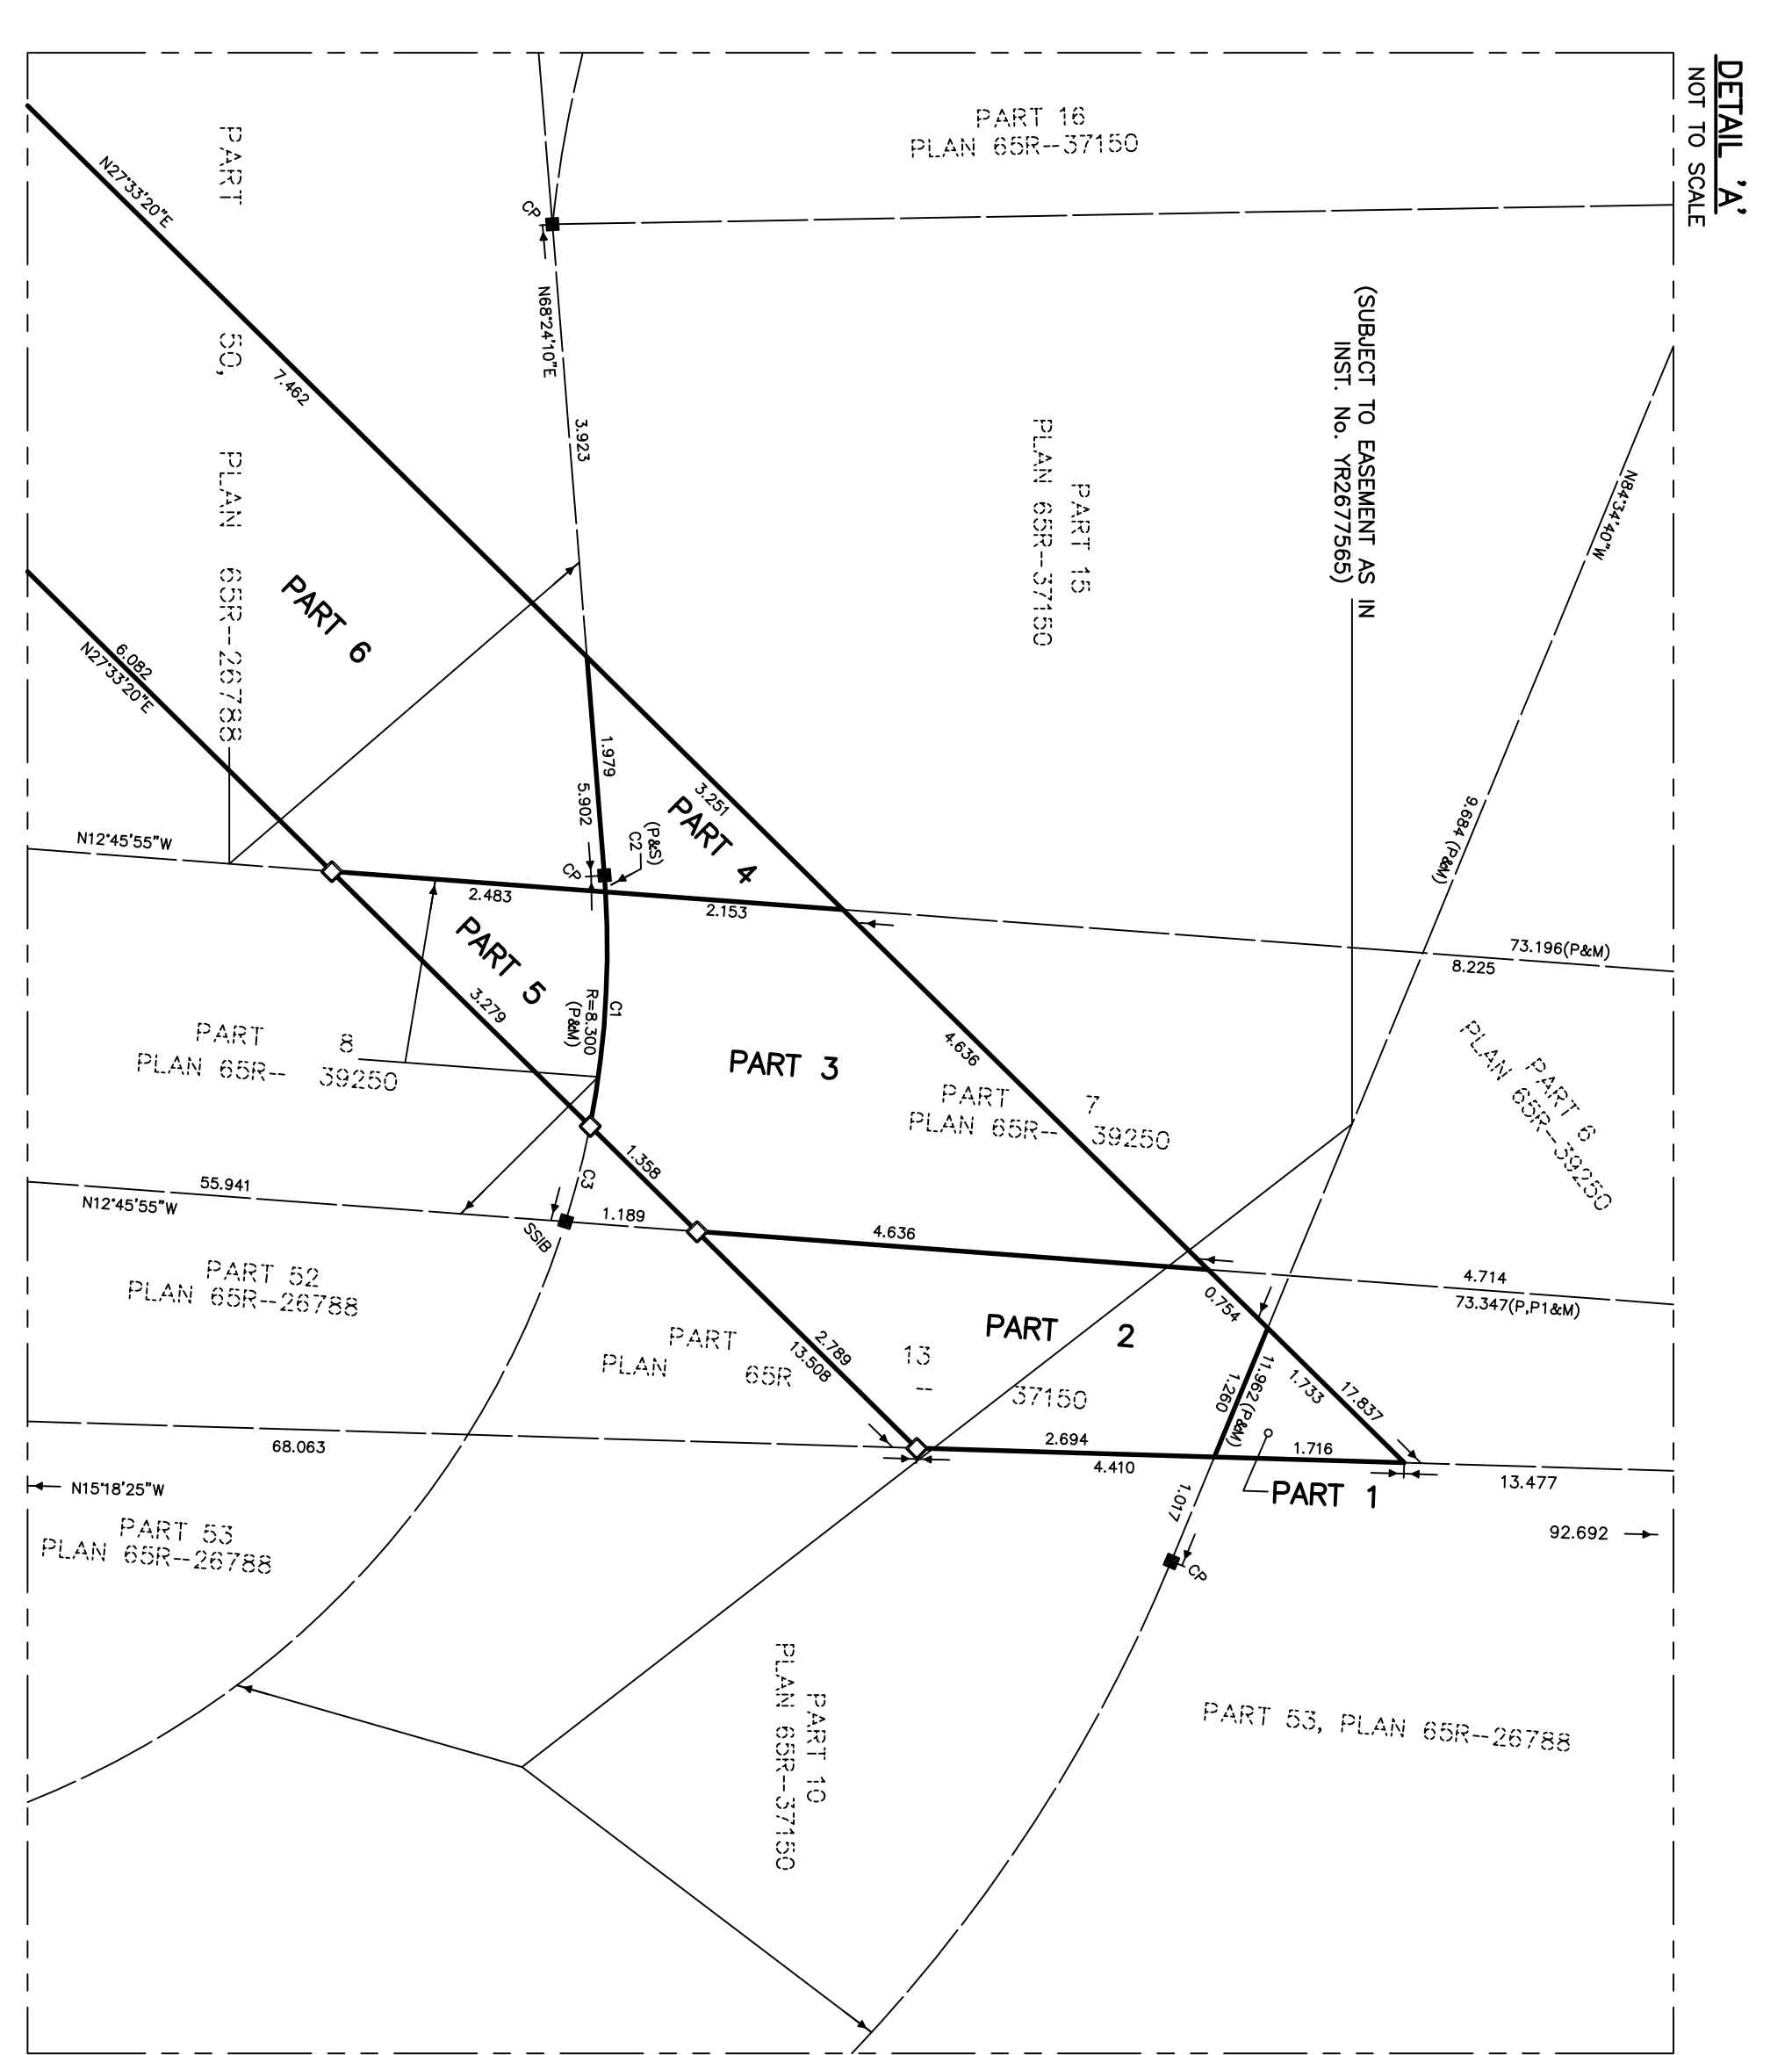 DETAIL 'A'
NOT TO SCALE
PART 16
PLAN 65R--37150
(SUBJECT TO EASEMENT AS IN
INST. No. YR2677565)
PART 15
PLAN 65R--37150
N84°34'40"W
9.684 (P&M)
PART 50, PLAN 65R--26788
N27°33'20"E
7.462
CP
N68°24'10"E
3.923
PART 6
6.082
N27°33'20"E
1.979
5.902
CP
(P&S)
C2
3.251
PART 4
N12°45'55"W
2.483
2.153
73.196(P&M)
8.225
PART 5
3.279
C1
R=8.300
(P&M)
PART 3
4.636
PART 8
PLAN 65R-- 39250
PART 7
PLAN 65R-- 39250
PART 6
PLAN 65R--39250
1.358
C3
55.941
N12°45'55"W
SSIB
1.189
4.636
4.714
73.347(P,P1&M)
0.754
PART 52
PLAN 65R--26788
PART 13
PLAN 65R -- 37150
2.789
13.508
PART 2
11.962 (P&M)
1.260
1.733
17.837
68.063
2.694
4.410
1.716
13.477
N15°18'25"W
PART 1
92.692
1.017
CP
PART 53
PLAN 65R--26788
PART 10
PLAN 65R--37150
PART 53, PLAN 65R--26788